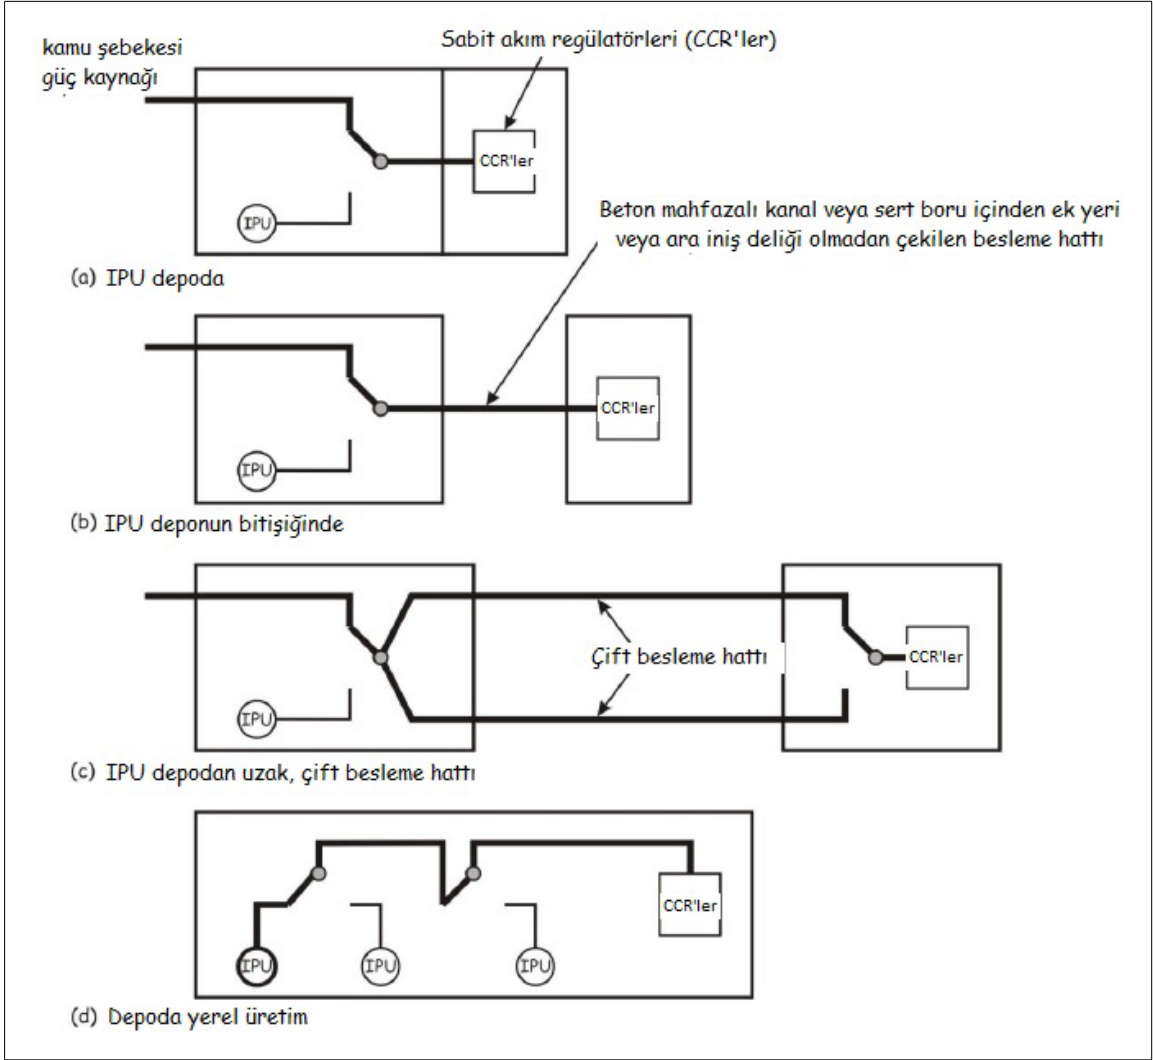 kamu şebekesi
güç kaynağı
Sabit akım regülatörleri (CCR'ler)
CCR'ler
IPU
Beton mahfazalı kanal veya sert boru içinden ek yeri
veya ara iniş deliği olmadan çekilen besleme hattı
(a) IPU depoda
CCR'ler
IPU
(b) IPU deponun bitişiğinde
Çift besleme hattı
CCR'ler
IPU
(c) IPU depodan uzak, çift besleme hattı
CCR'ler
IPU
IPU
IPU
(d) Depoda yerel üretim